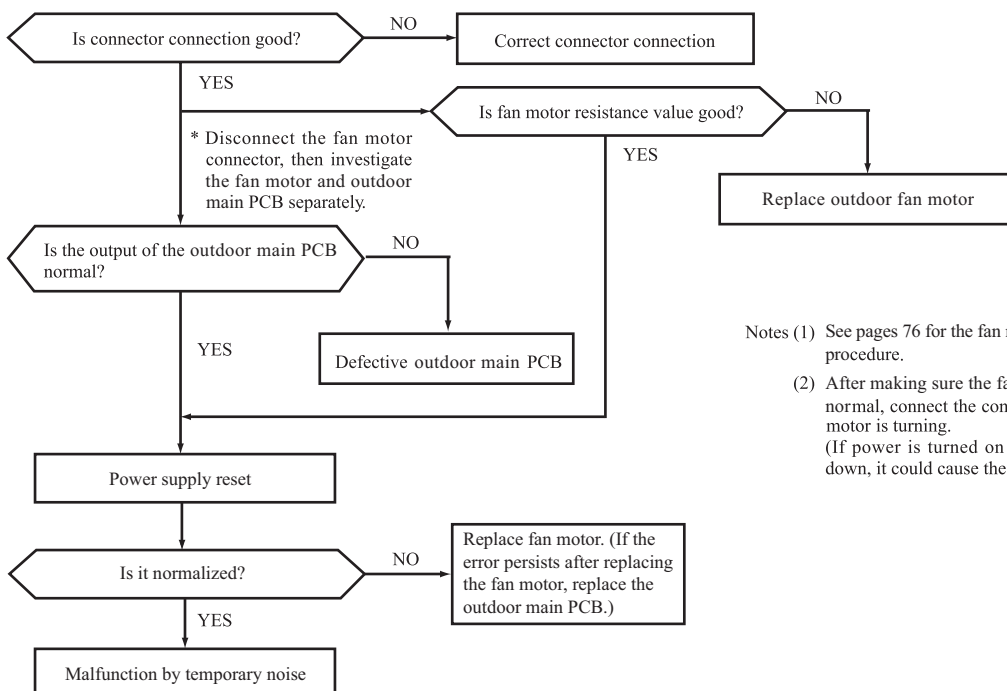 Is connector connection good?
NO
Correct connector connection
YES
Is fan motor resistance value good?
NO
* Disconnect the fan motor
connector, then investigate
the fan motor and outdoor
main PCB separately.
YES
Replace outdoor fan motor
Is the output of the outdoor main PCB
normal?
NO
YES
Defective outdoor main PCB
Notes (1) See pages 76 for the fan
procedure.
(2) After making sure the
normal, connect the
motor is turning.
(If power is turned on
down, it could cause the
Power supply reset
Is it normalized?
NO
Replace fan motor. (If the
error persists after replacing
the fan motor, replace the
outdoor main PCB.)
YES
Malfunction by temporary noise